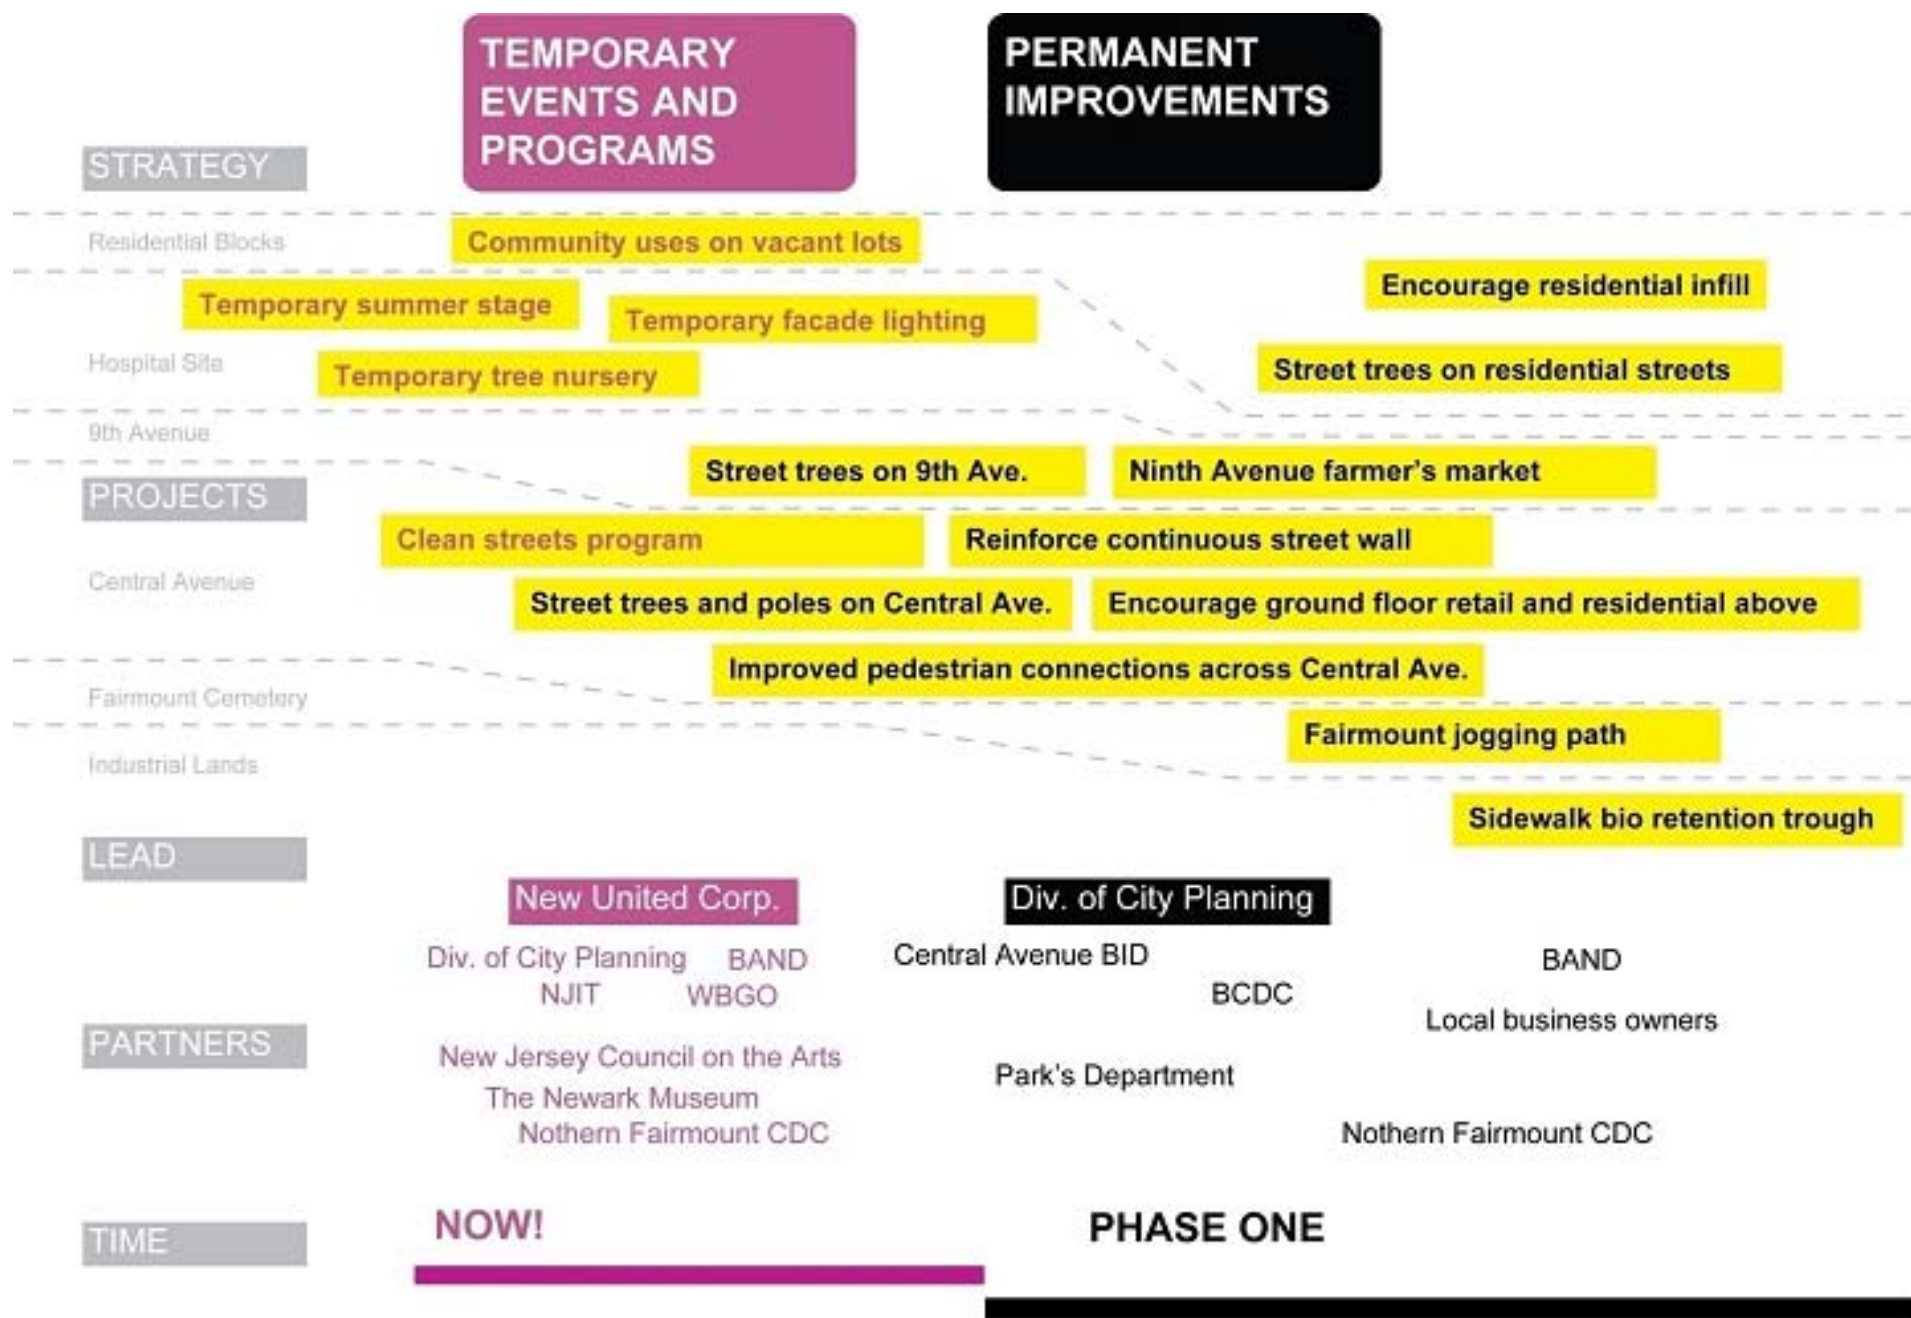 TEMPORARY
EVENTS AND
PROGRAMS
PERMANENT
IMPROVEMENTS
STRATEGY
Residential Blocks
Community uses on vacant lots
Encourage residential infill
Temporary summer stage
Temporary facade lighting
Hospital Site
Temporary tree nursery
Street trees on residential streets
9th Avenue
Street trees on 9th Ave.
Ninth Avenue farmer's market
PROJECTS
Clean streets program
Reinforce continuous street wall
Central Avenue
Street trees and poles on Central Ave.
Encourage ground floor retail and residential above
Improved pedestrian connections across Central Ave.
Fairmount Cemetery
Fairmount jogging path
Industrial Lands
Sidewalk bio retention trough
LEAD
New United Corp.
Div. of City Planning
Div. of City Planning
BAND
Central Avenue BID
BAND
NJIT
WBGO
BCDC
Local business owners
PARTNERS
New Jersey Council on the Arts
Park's Department
The Newark Museum
Nothern Fairmount CDC
Nothern Fairmount CDC
TIME
NOW!
PHASE ONE